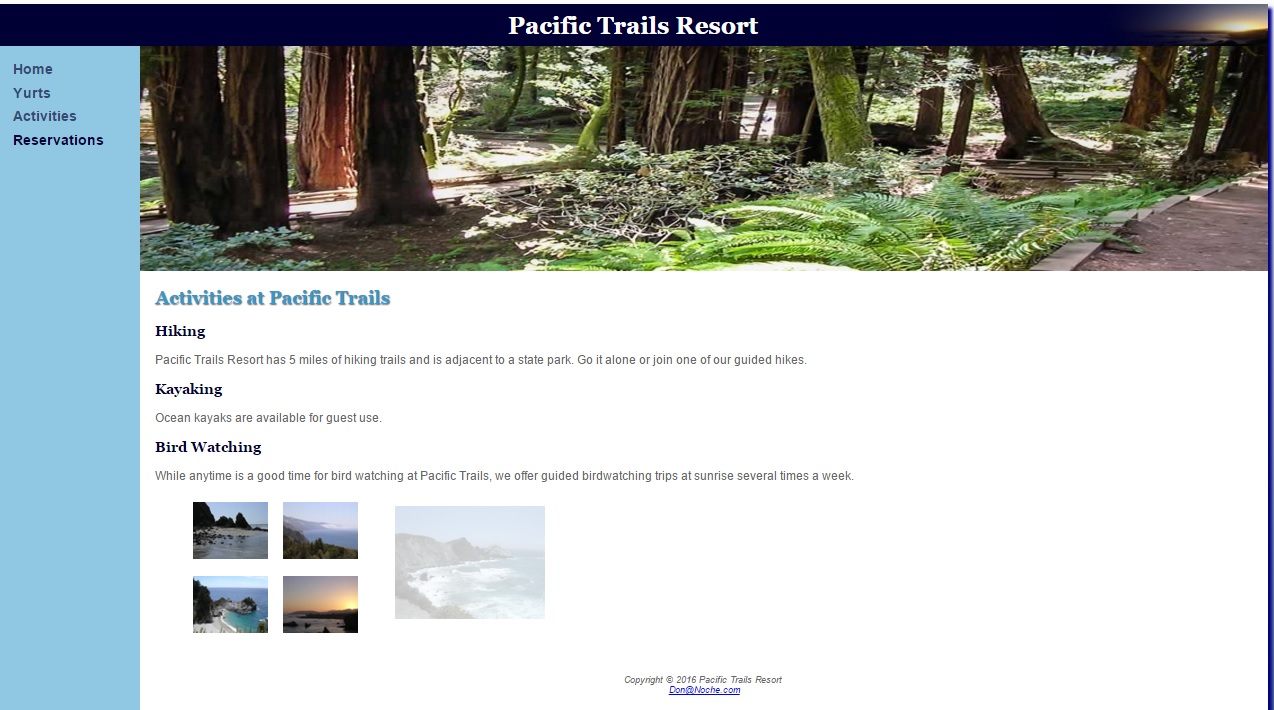 Pacific Trails Resort
Home
Yurts
Activities
Reservations
Activities at Pacific Trails
Hiking
Pacific Trails Resort has 5 miles of hiking trails and is adjacent to a state park. Go it alone or join one of our guided hikes.
Kayaking
Ocean kayaks are available for guest use.
Bird Watching
While anytime is a good time for bird watching at Pacific Trails, we offer guided birdwatching trips at sunrise several times a week.
Copyright © 2016 Pacific Trails Resort
Don@Noche.com